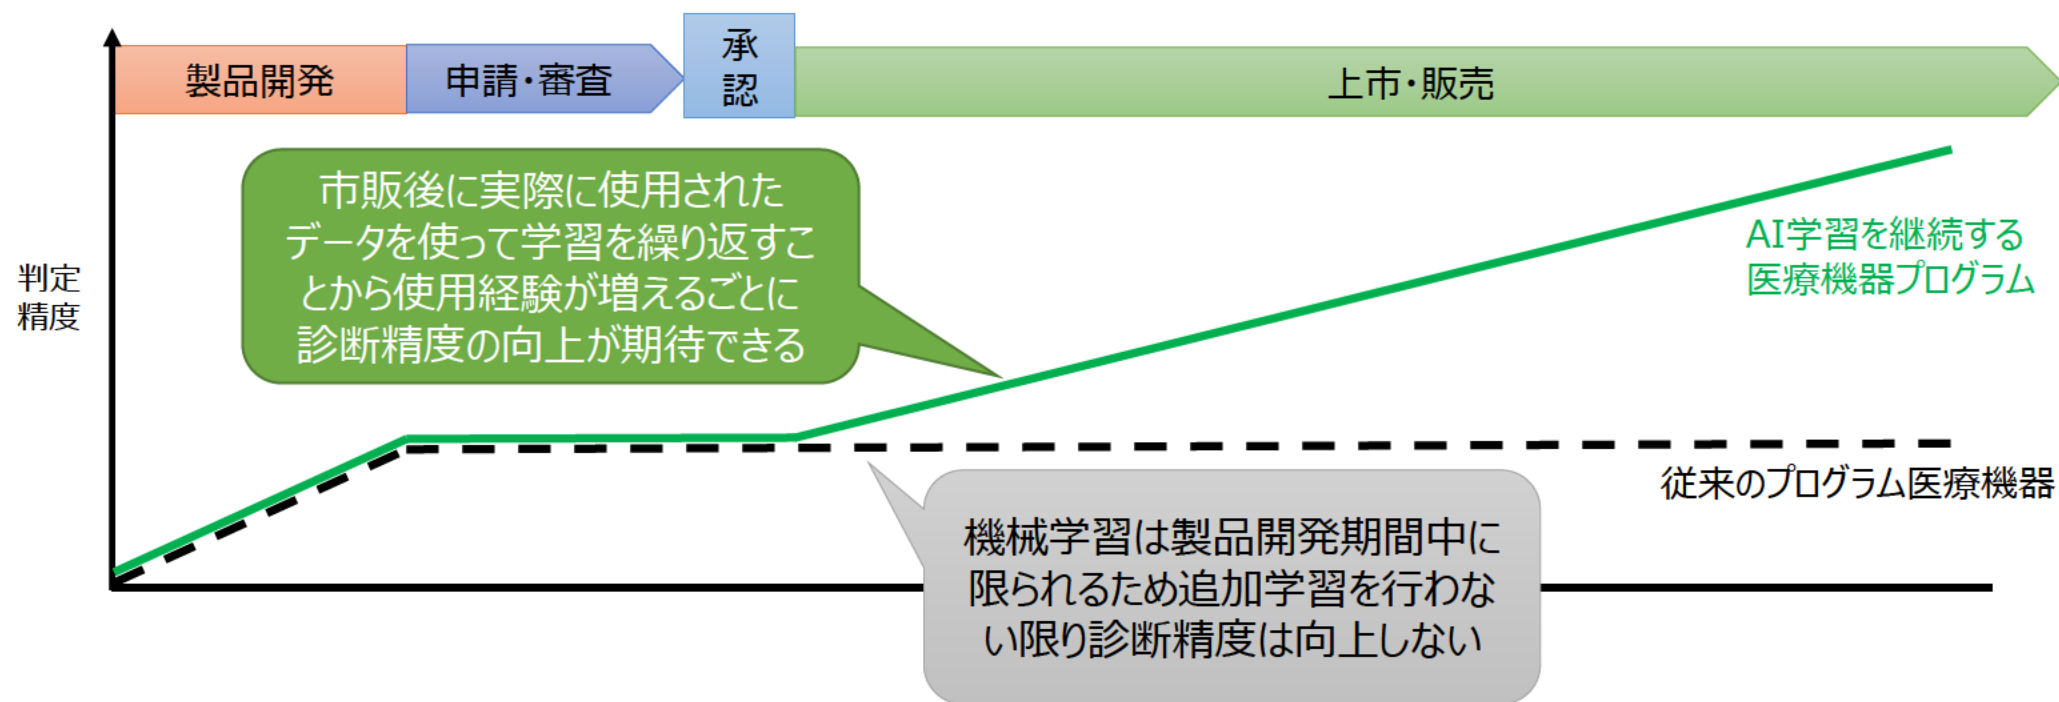 製品開発
申請・審査
承
認
上市・販売
市販後に実際に使用された
データを使って学習を繰り返すこ
とから使用経験が増えるごとに
診断精度の向上が期待できる
判定
精度
AI学習を継続する
医療機器プログラム
従来のプログラム医療機器
機械学習は製品開発期間中に
限られるため追加学習を行わな
い限り診断精度は向上しない